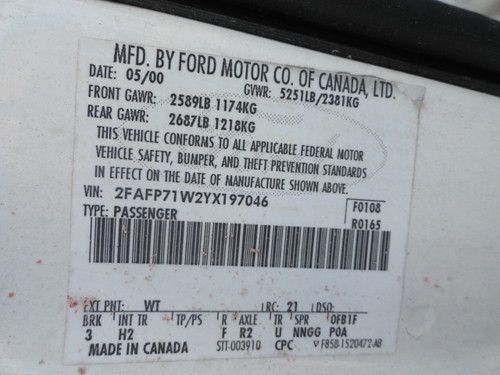 MFD. BY FORD MOTOR CO. OF CANADA, LTD.
DATE: 05/00 GVWR: 5251LB/2381KG
FRONT GAWR: 2589LB 1174KG
REAR GAWR: 2687LB 1218KG
THIS VEHICLE CONFORMS TO ALL APPLICABLE FEDERAL MOTOR
VEHICLE SAFETY, BUMPER, AND THEFT PREVENTION STANDARDS
IN EFFECT ON THE DATE OF MANUFACTURE SHOWN ABOVE.
VIN: 2FAFP71W2YX197046 F0108
TYPE: PASSENGER R0165
EXT PNT: WT RC: 21 DSO: OFB1F
BRK INT TR TP/PS R AXLE TR SPR
3 H2 F R2 U NNGG P0A
MADE IN CANADA STT-003910 CPC F85B-1520472-AB